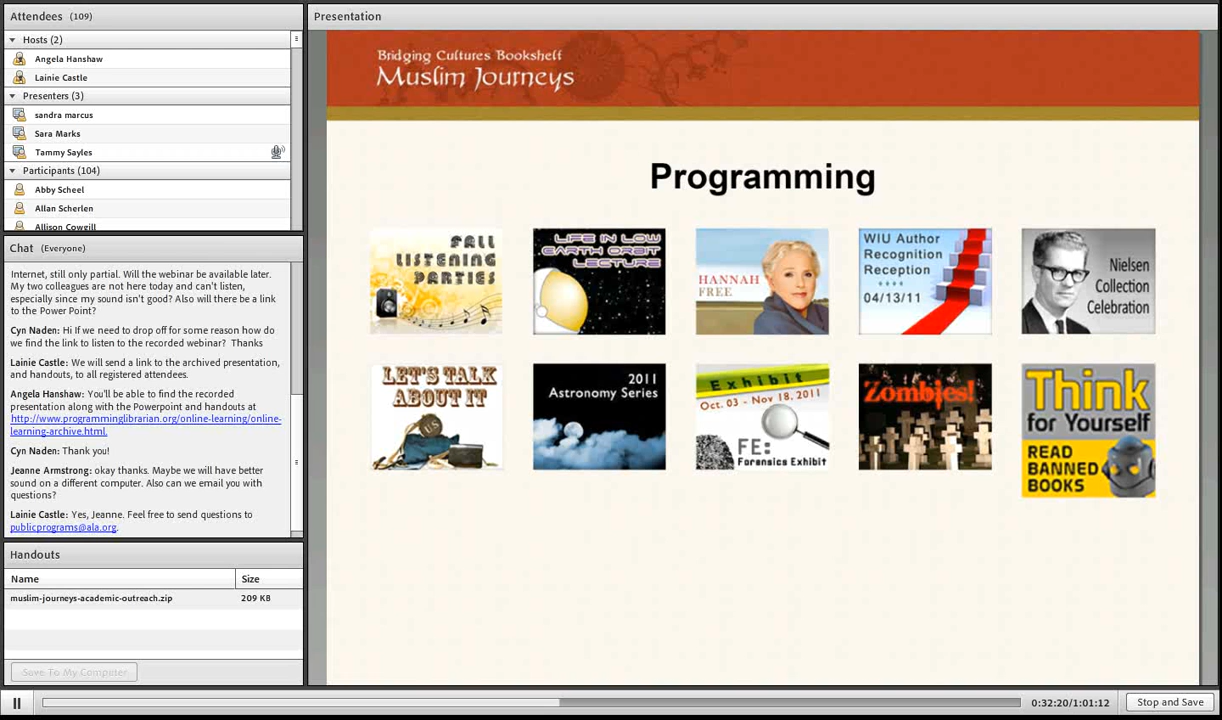 Attendees (109)
Hosts (2)
Angela Hanshaw
Lainie Castle
Presenters (3)
sandra marcus
Sara Marks
Tammy Sayles
Participants (104)
Abby Scheel
Allan Scherlen
Allison Cowgill
Chat (Everyone)
Internet, still only partial. Will the webinar be available later.
My two colleagues are not here today and can't listen,
especially since my sound isn't good? Also will there be a link
to the Power Point?
Cyn Naden: Hi If we need to drop off for some reason how do
we find the link to listen to the recorded webinar? Thanks
Lainie Castle: We will send a link to the archived presentation,
and handouts, to all registered attendees.
Angela Hanshaw: You'll be able to find the recorded
presentation along with the Powerpoint and handouts at
http://www.programminglibrarian.org/online-learning/online-
learning-archive.html.
Cyn Naden: Thank you!
Jeanne Armstrong: okay thanks. Maybe we will have better
sound on a different computer. Also can we email you with
questions?
Lainie Castle: Yes, Jeanne. Feel free to send questions to
publicprograms@ala.org.
Handouts
Name Size
muslim-journeys-academic-outreach.zip 209 KB
Save To My Computer
Presentation
Bridging Cultures Bookshelf
Muslim Journeys
Programming
FALL
LISTENING
PARTIES
LIFE IN LOW
EARTH ORBIT
LECTURE
HANNAH
FREE
WIU Author
Recognition
Reception
04/13/11
Nielsen
Collection
Celebration
LET'S TALK
ABOUT IT
US
2011
Astronomy Series
Exhibit
Oct. 03 - Nov 18, 2011
FE:
Forensics Exhibit
Zombies!
Think
for Yourself
READ
BANNED
BOOKS
0:32:20/1:01:12
Stop and Save